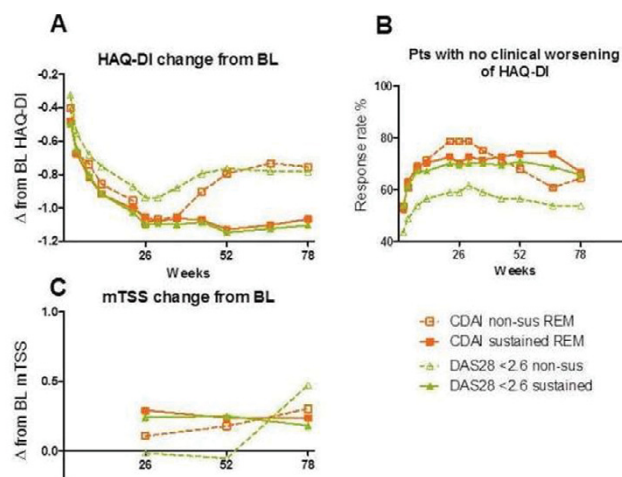 A
HAQ-DI change from BL
Δ from BL HAQ-DI
-0.2
-0.4
-0.6
-0.8
-1.0
-1.2
26
52
78
Weeks
B
Pts with no clinical worsening
of HAQ-DI
Response rate %
100
80
60
40
26
52
78
Weeks
C
mTSS change from BL
Δ from BL mTSS
1.0
0.5
0.0
26
52
78
CDAI non-sus REM
CDAI sustained REM
DAS28 <2.6 non-sus
DAS28 <2.6 sustained